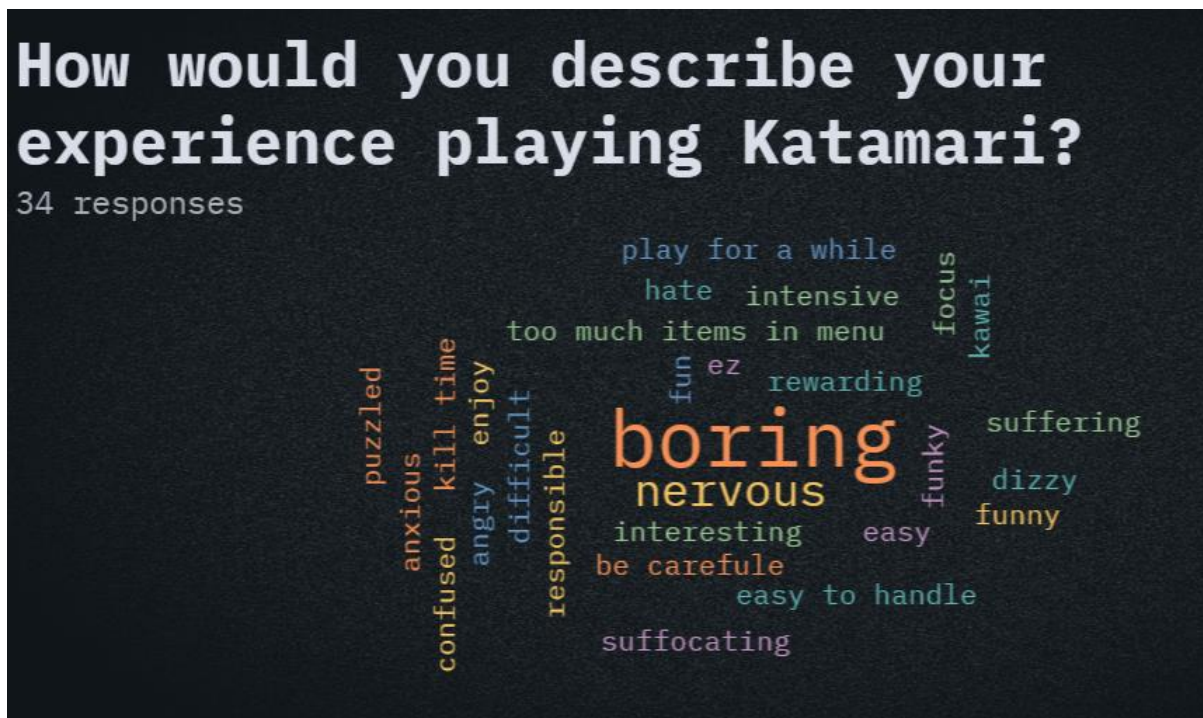 How would you describe your
experience playing Katamari?
34 responses
play for a while
hate
intensive
focus
kawai
too much items in menu
fun
ez
rewarding
puzzled
kill time
enjoy
difficult
boring
suffering
anxious
responsible
nervous
funky
dizzy
angry
funny
interesting
easy
confused
be carefule
easy to handle
suffocating